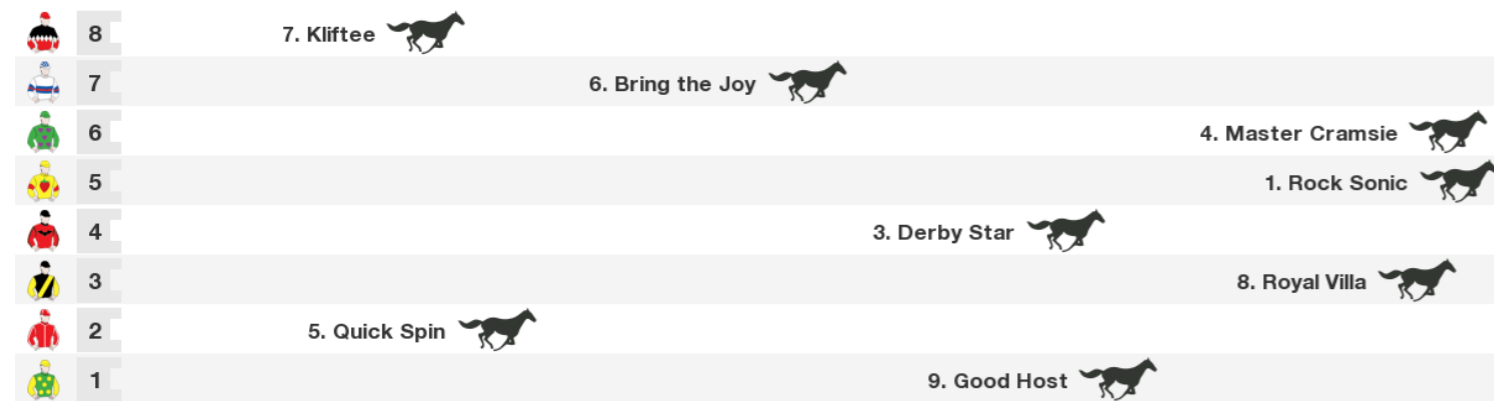 8 7. Kliftee
7 6. Bring the Joy
6 4. Master Cramsie
5 1. Rock Sonic
4 3. Derby Star
3 8. Royal Villa
2 5. Quick Spin
1 9. Good Host